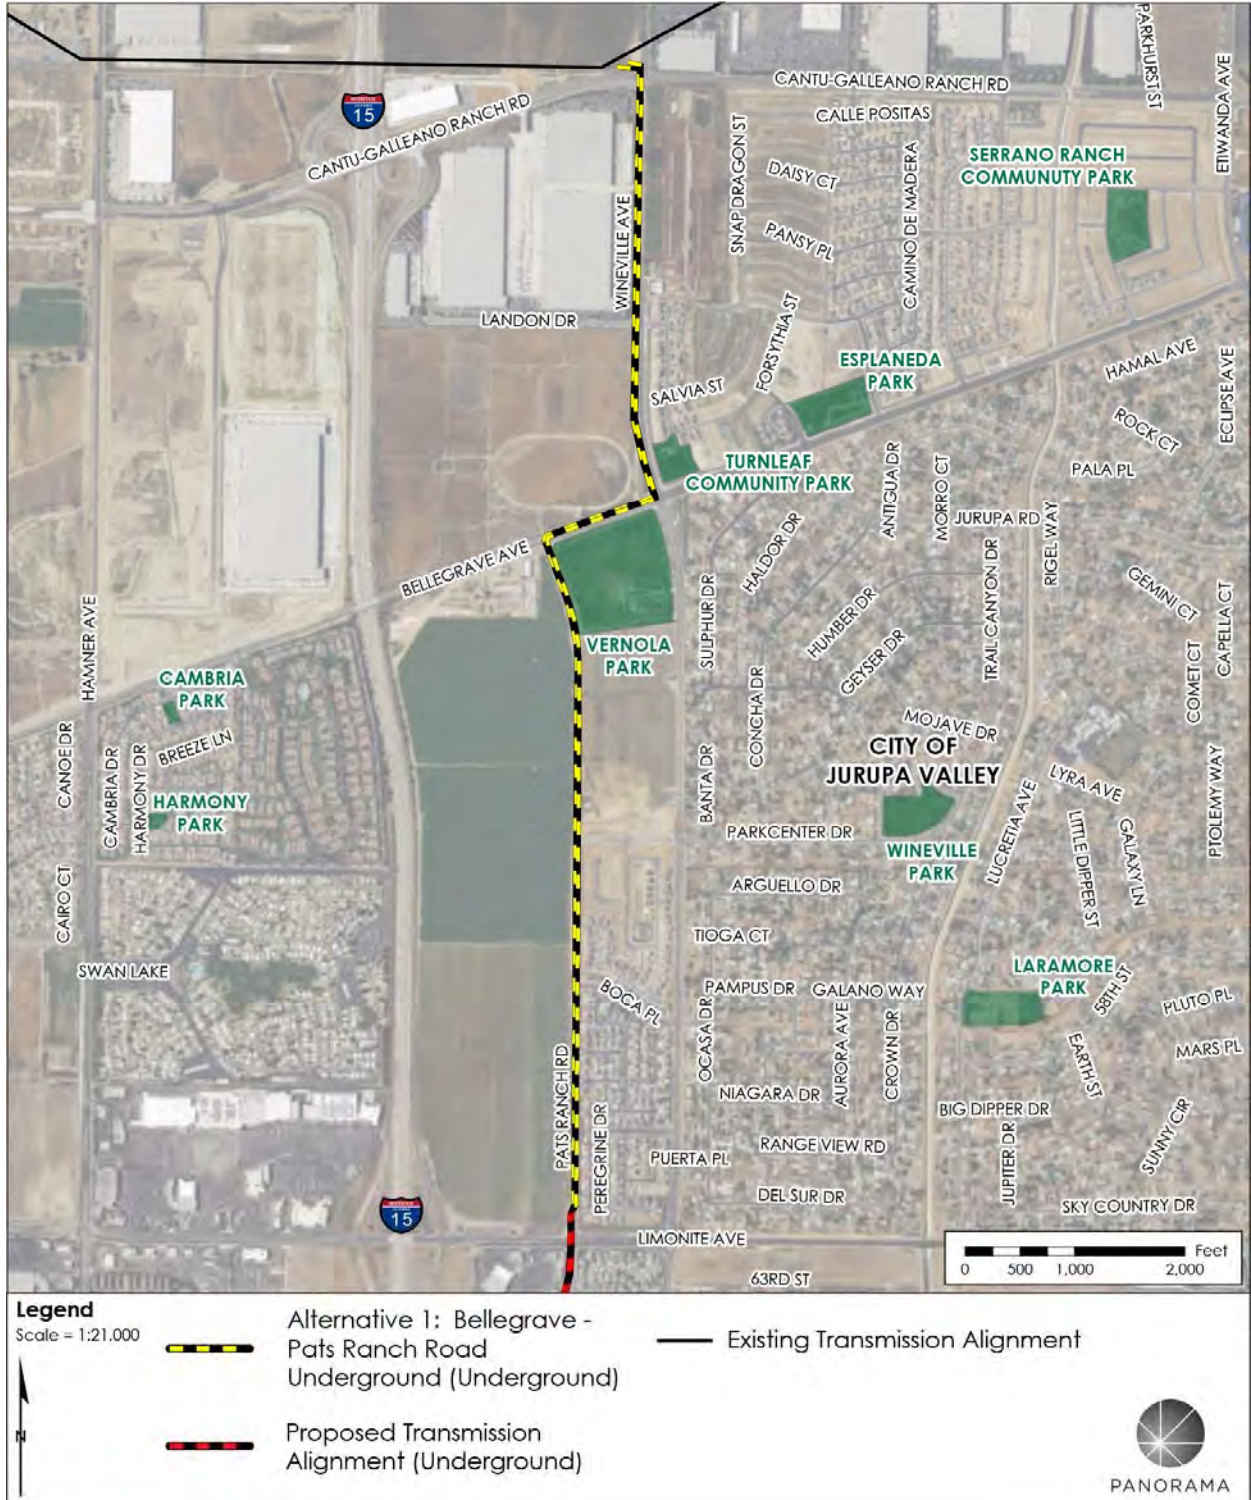 PARKHURST ST
ETIWANDA AVE
CANTU-GALLEANO RANCH RD
INTERSTATE
CALIFORNIA
15
CANTU-GALLEANO RANCH RD
CALLE POSITAS
SNAP DRAGON ST
DAISY CT
CAMINO DE MADERA
SERRANO RANCH
COMMUNUTY PARK
PANSY PL
WINEVILLE AVE
LANDON DR
FORSYTHIA ST
ESPLANEDA
PARK
HAMAL AVE
ECLIPSE AVE
SALVIA ST
ROCK CT
TURNLEAF
COMMUNITY PARK
ANTIGUA DR
MORRO CT
PALA PL
JURUPA RD
HALDOR DR
TRAIL CANYON DR
RIGEL WAY
BELLEGRAVE AVE
GEMINI CT
CAPELLA CT
HAMNER AVE
SULPHUR DR
HUMBER DR
GEYSER DR
VERNOLA
PARK
COMET CT
CAMBRIA
PARK
CONCHA DR
MOJAVE DR
CITY OF
JURUPA VALLEY
CANOE DR
BREEZE LN
CAMBRIA DR
HARMONY DR
HARMONY
PARK
BANTA DR
LYRA AVE
PTOLEMY WAY
PARKCENTER DR
WINEVILLE
PARK
LUCRETIA AVE
LITTLE DIPPER ST
GALAXY LN
CAIRO CT
ARGUELLO DR
TIOGA CT
SWAN LAKE
LARAMORE
PARK
58TH ST
BOCA PL
PAMPUS DR
GALANO WAY
PLUTO PL
OCASA DR
AURORA AVE
CROWN DR
EARTH ST
MARS PL
PATS RANCH RD
NIAGARA DR
BIG DIPPER DR
PEREGRINE DR
SUNNY CIR
PUERTA PL
RANGE VIEW RD
JUPITER DR
DEL SUR DR
SKY COUNTRY DR
INTERSTATE
CALIFORNIA
15
LIMONITE AVE
63RD ST
Feet
0 500 1,000 2,000
Legend
Scale = 1:21.000
N
Alternative 1: Bellegrave -
Pats Ranch Road
Underground (Underground)
Existing Transmission Alignment
Proposed Transmission
Alignment (Underground)
PANORAMA